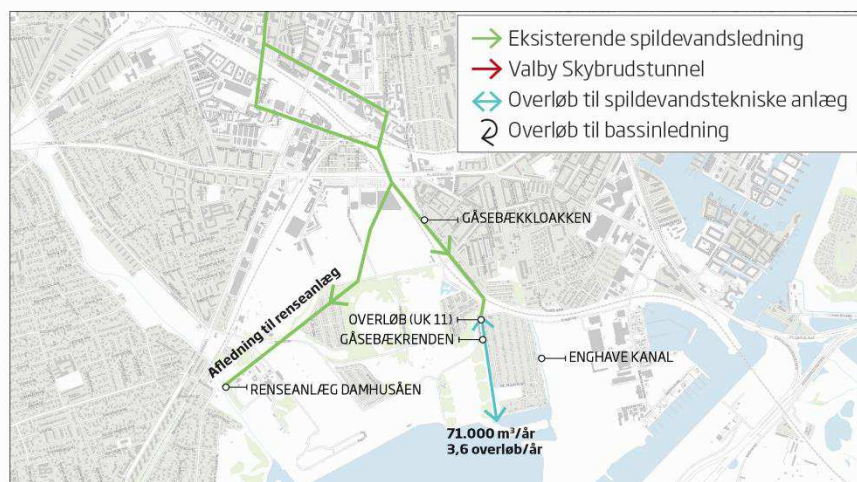 Eksisterende spildevandsledning
Valby Skybrudstunnel
Overløb til spildevandstekniske anlæg
Overløb til bassinledning
GÅSEBÆKKLOAKKEN
Afledning til renseanlæg
OVERLØB (UK 11)
GÅSEBÆKRENDEN
ENGHAVE KANAL
RENSEANLÆG DAMHUSÅEN
71.000 m³/år
3,6 overløb/år